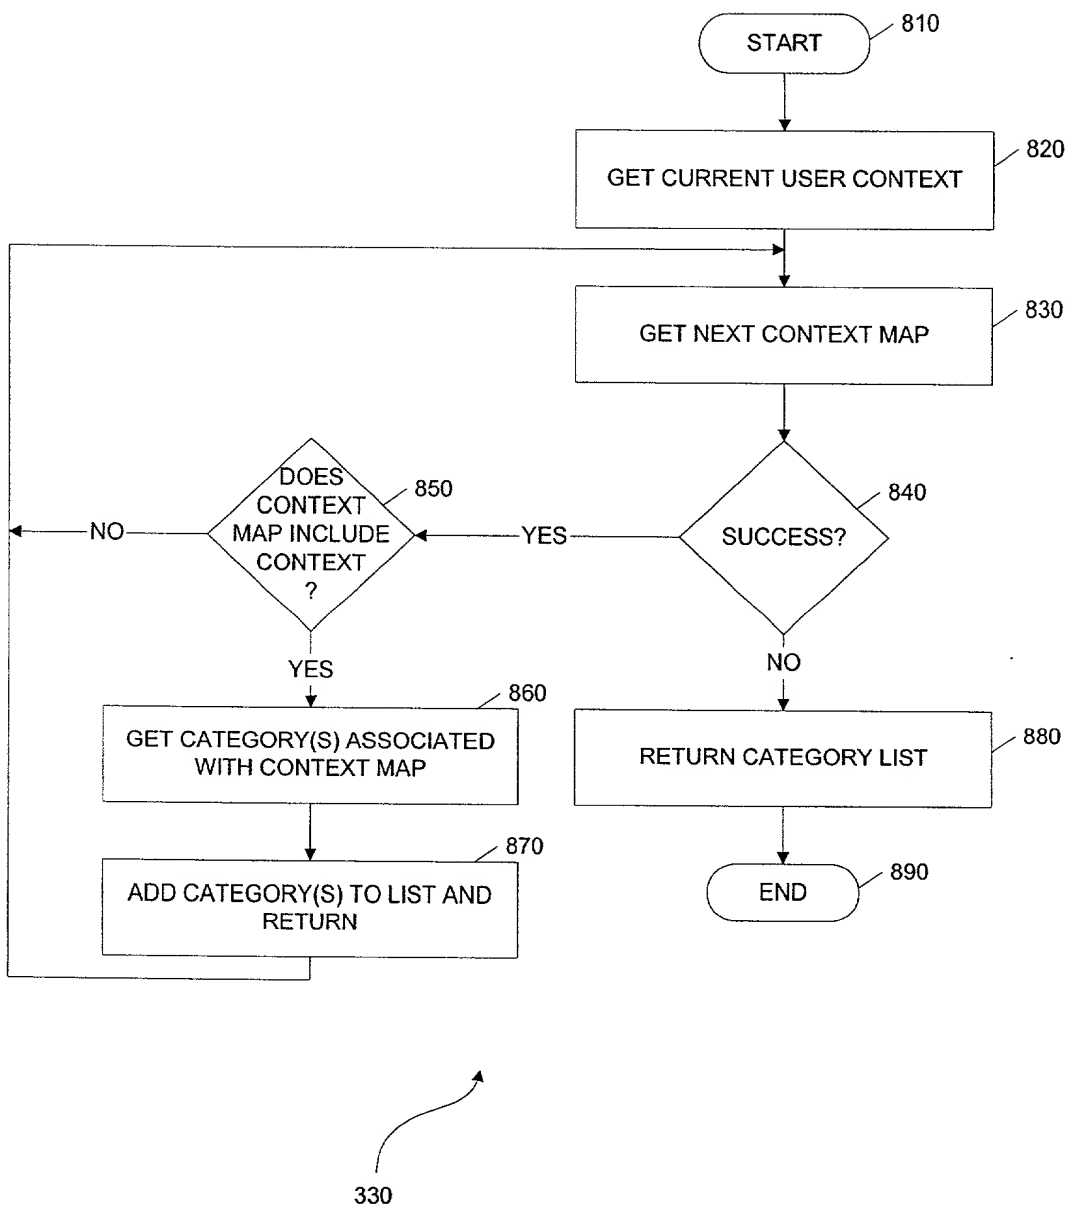 START
810
GET CURRENT USER CONTEXT
820
GET NEXT CONTEXT MAP
830
SUCCESS?
840
YES
DOES
CONTEXT
MAP INCLUDE
CONTEXT
?
850
NO
YES
GET CATEGORY(S) ASSOCIATED
WITH CONTEXT MAP
860
ADD CATEGORY(S) TO LIST AND
RETURN
870
NO
RETURN CATEGORY LIST
880
END
890
330